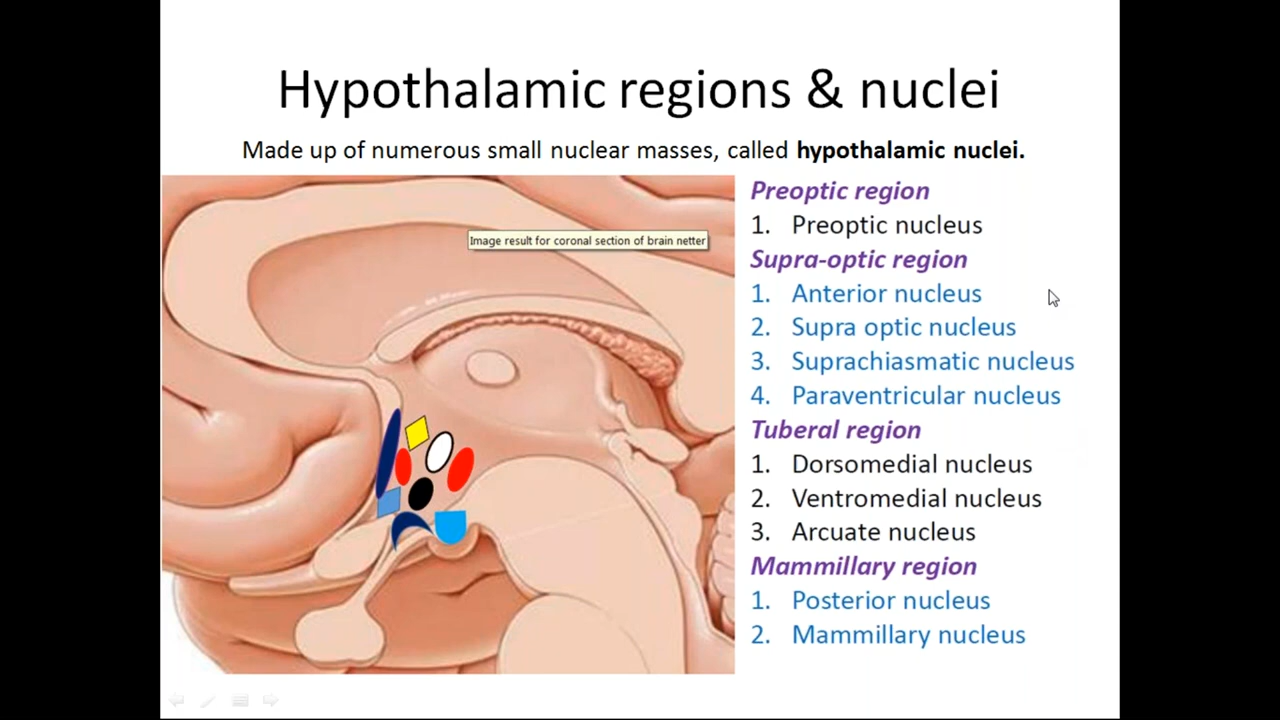 Hypothalamic regions & nuclei
Made up of numerous small nuclear masses, called hypothalamic nuclei.
Image result for coronal section of brain netter
Preoptic region
1. Preoptic nucleus
Supra-optic region
1. Anterior nucleus
2. Supra optic nucleus
3. Suprachiasmatic nucleus
4. Paraventricular nucleus
Tuberal region
1. Dorsomedial nucleus
2. Ventromedial nucleus
3. Arcuate nucleus
Mammillary region
1. Posterior nucleus
2. Mammillary nucleus